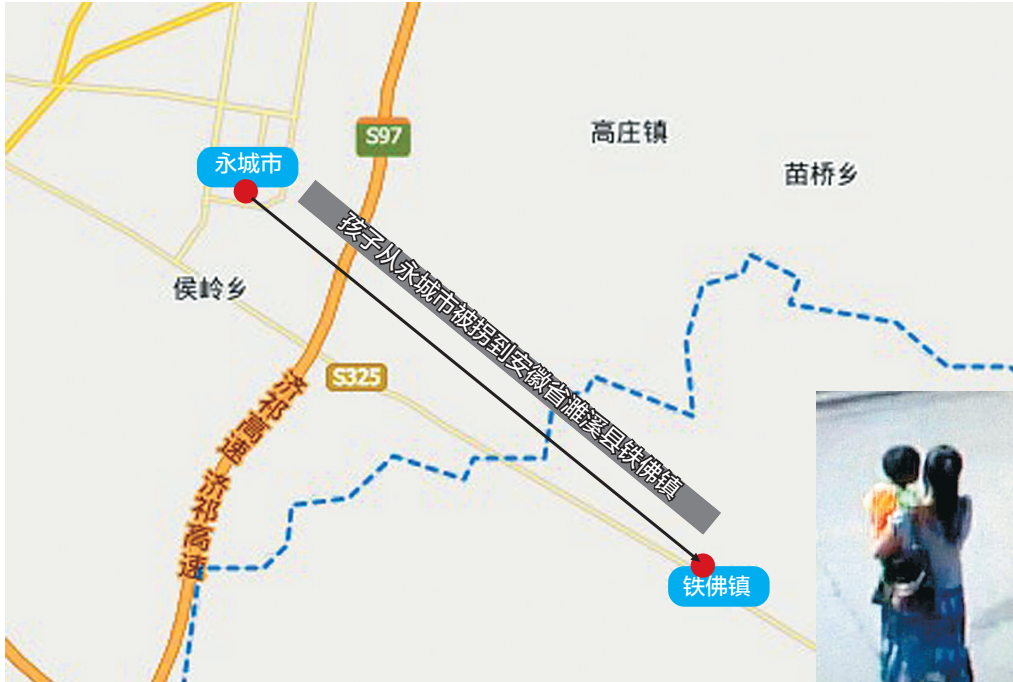 S97
高庄镇
永城市
苗桥乡
孩子从永城市被拐到安徽省濉溪县铁佛镇
侯岭乡
S325
济祁高速
济祁高速
铁佛镇